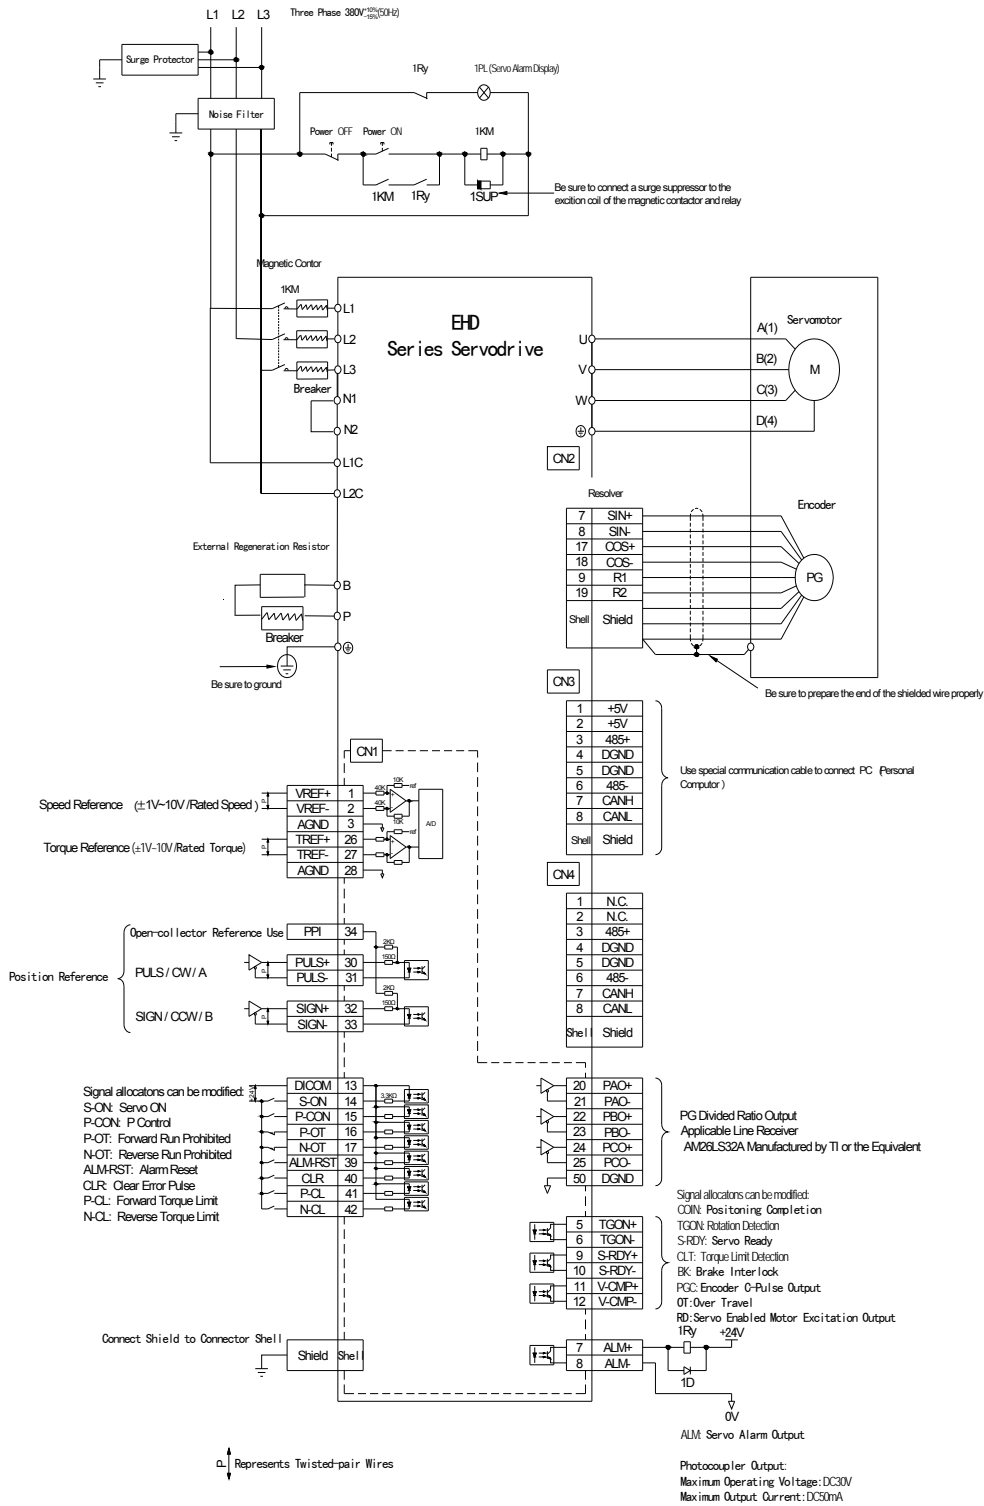 L1 L2 L3 Three Phase 380V+10%-15%(50Hz)
Surge Protector
Noise Filter
1Ry 1PL (Servo Alarm Display)
Power OFF Power ON 1KM
1KM 1Ry 1SUP
Be sure to connect a surge suppressor to the
excition coil of the magnetic contactor and relay
Magnetic Contor
1KM
L1
L2
L3
Breaker
N1
N2
L1C
L2C
EHD
Series Servodrive
U
V
W
A(1)
B(2)
C(3)
D(4)
Servomotor
M
CN2
Resolver
7 SIN+
8 SIN-
17 COS+
18 COS-
9 R1
19 R2
Shell Shield
Encoder
PG
Be sure to prepare the end of the shielded wire properly
External Regeneration Resistor
B
P
Breaker
Be sure to ground
CN3
1 +5V
2 +5V
3 485+
4 DGND
5 DGND
6 485-
7 CANH
8 CANL
Shell Shield
Use special communication cable to connect PC (Personal
Computor )
CN4
1 N.C.
2 N.C.
3 485+
4 DGND
5 DGND
6 485-
7 CANH
8 CANL
Shell Shield
CN1
Speed Reference (±1V~10V /Rated Speed )
P
VREF+ 1
VREF- 2
AGND 3
Torque Reference (±1V-10V /Rated Torque)
P
TREF+ 26
TREF- 27
AGND 28
10K
40K
40K
10K
ref
ref
A/D
Open-collector Reference Use PPI 34
Position Reference
PULS / CW / A
P
PULS+ 30
PULS- 31
SIGN / CCW / B
P
SIGN+ 32
SIGN- 33
2KΩ
150Ω
2KΩ
150Ω
Signal allocatons can be modified:
S-ON: Servo ON
P-CON: P Control
P-OT: Forward Run Prohibited
N-OT: Reverse Run Prohibited
ALM-RST: Alarm Reset
CLR: Clear Error Pulse
P-CL: Forward Torque Limit
N-CL: Reverse Torque Limit
24V
DICOM 13
S-ON 14
P-CON 15
P-OT 16
N-OT 17
ALM-RST 39
CLR 40
P-CL 41
N-CL 42
3.3KΩ
20 PAO+
21 PAO-
22 PBO+
23 PBO-
24 PCO+
25 PCO-
50 DGND
PG Divided Ratio Output
Applicable Line Receiver
AM26LS32A Manufactured by TI or the Equivalent
5 TGON+
6 TGON-
9 S-RDY+
10 S-RDY-
11 V-CMP+
12 V-CMP-
Signal allocatons can be modified:
COIN: Positoning Completion
TGON: Rotation Detection
S-RDY: Servo Ready
CLT: Torque Limit Detection
BK: Brake Interlock
PGC: Encoder C-Pulse Output
OT:Over Travel
RD:Servo Enabled Motor Excitation Output
Connect Shield to Connector Shell
Shield Shell
7 ALM+
8 ALM-
1Ry +24V
1D
0V
ALM: Servo Alarm Output
P Represents Twisted-pair Wires
Photocoupler Output:
Maximum Operating Voltage: DC30V
Maximum Output Current: DC50mA